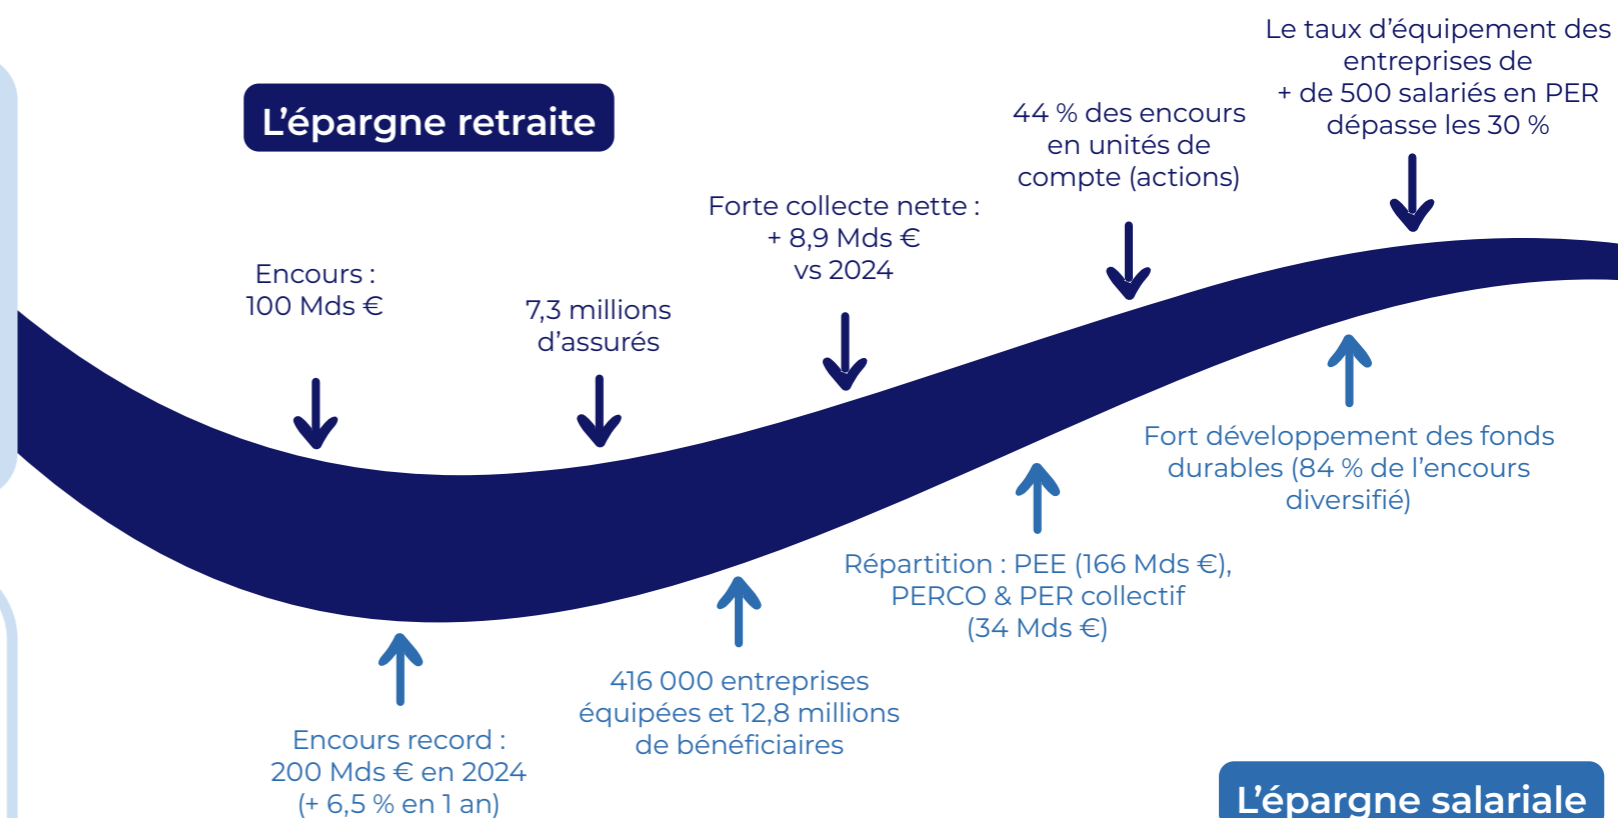 L'épargne retraite
Encours :
100 Mds €
7,3 millions
d'assurés
Forte collecte nette :
+ 8,9 Mds €
vs 2024
44 % des encours
en unités de
compte (actions)
Le taux d'équipement des
entreprises de
+ de 500 salariés en PER
dépasse les 30 %
Encours record :
200 Mds € en 2024
(+ 6,5 % en 1 an)
416 000 entreprises
équipées et 12,8 millions
de bénéficiaires
Répartition : PEE (166 Mds €),
PERCO & PER collectif
(34 Mds €)
Fort développement des fonds
durables (84 % de l'encours
diversifié)
L'épargne salariale